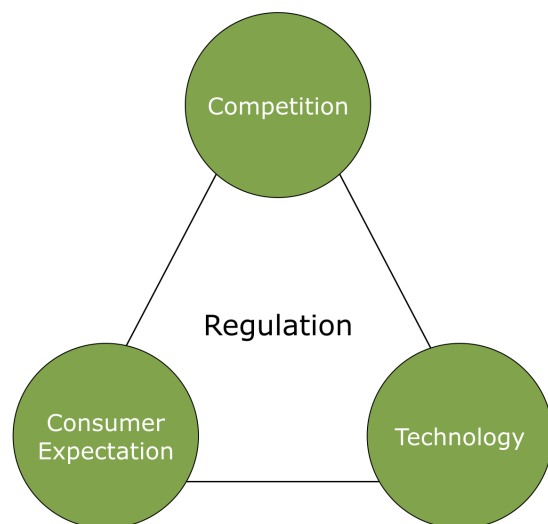 Competition
Regulation
Consumer
Expectation
Technology